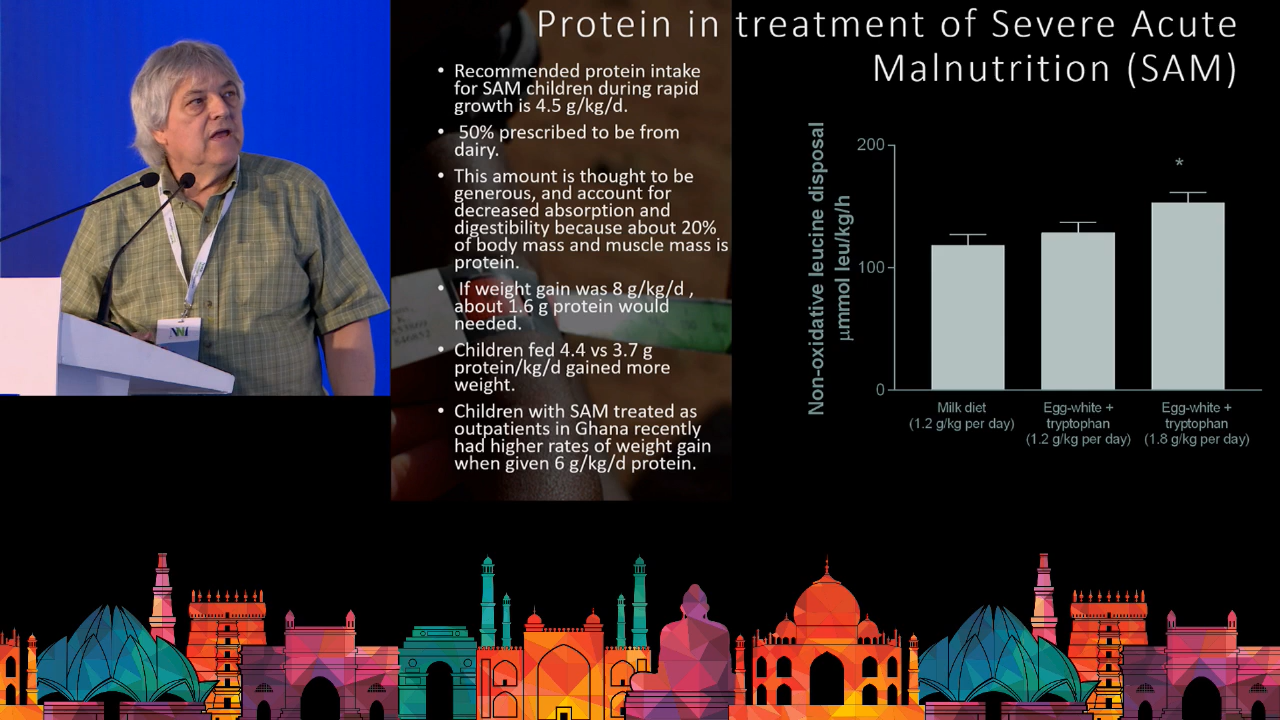 Protein in treatment of Severe Acute
Malnutrition (SAM)
• Recommended protein intake
for SAM children during rapid
growth is 4.5 g/kg/d.
• 50% prescribed to be from
dairy.
• This amount is thought to be
generous, and account for
decreased absorption and
digestibility because about 20%
of body mass and muscle mass is
protein.
• If weight gain was 8 g/kg/d ,
about 1.6 g protein would
needed.
• Children fed 4.4 vs 3.7 g
protein/kg/d gained more
weight.
• Children with SAM treated as
outpatients in Ghana recently
had higher rates of weight gain
when given 6 g/kg/d protein.
Non-oxidative leucine disposal
µmmol leu/kg/h
200
100
0
*
Milk diet
(1.2 g/kg per day)
Egg-white +
tryptophan
(1.2 g/kg per day)
Egg-white +
tryptophan
(1.8 g/kg per day)